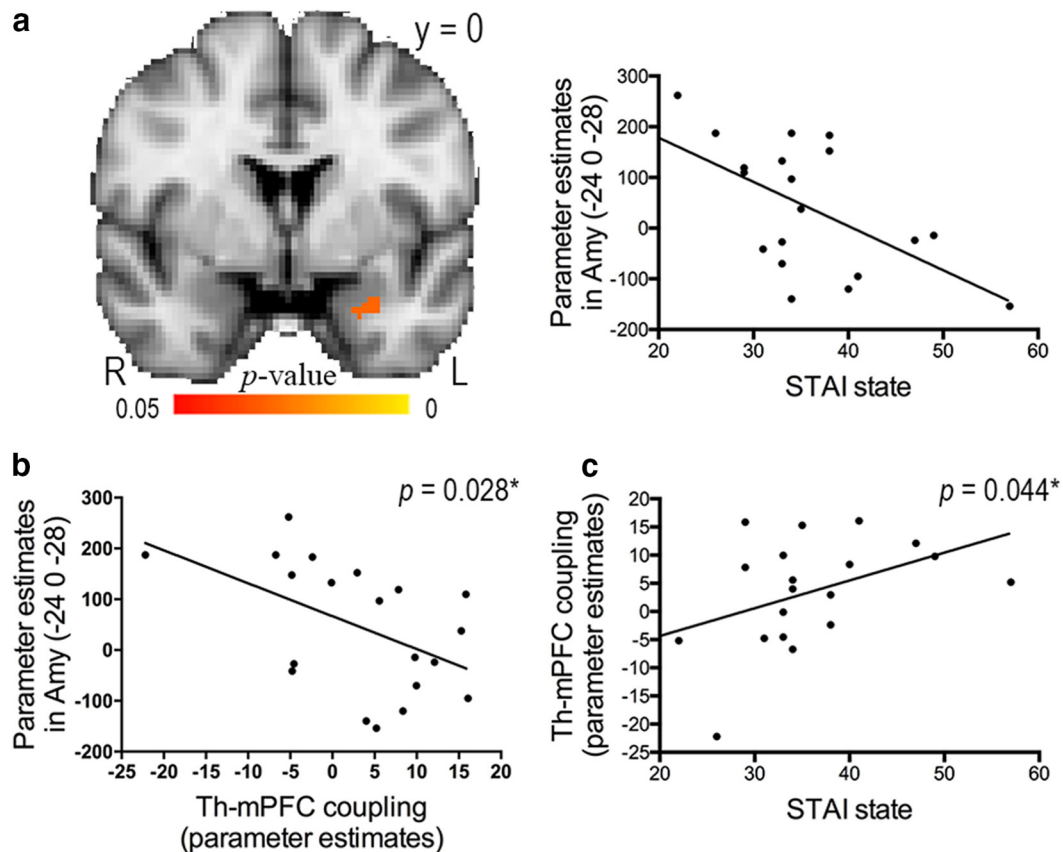 a
y = 0
R
L
p-value
0.05
0
Parameter estimates
in Amy (-24 0 -28)
300
200
100
0
-100
-200
20
30
40
50
60
STAI state
b
p = 0.028*
Parameter estimates
in Amy (-24 0 -28)
300
200
100
0
-100
-200
-25
-20
-15
-10
-5
0
5
10
15
20
Th-mPFC coupling
(parameter estimates)
c
p = 0.044*
Th-mPFC coupling
(parameter estimates)
20
15
10
5
0
-5
-10
-15
-20
-25
20
30
40
50
60
STAI state